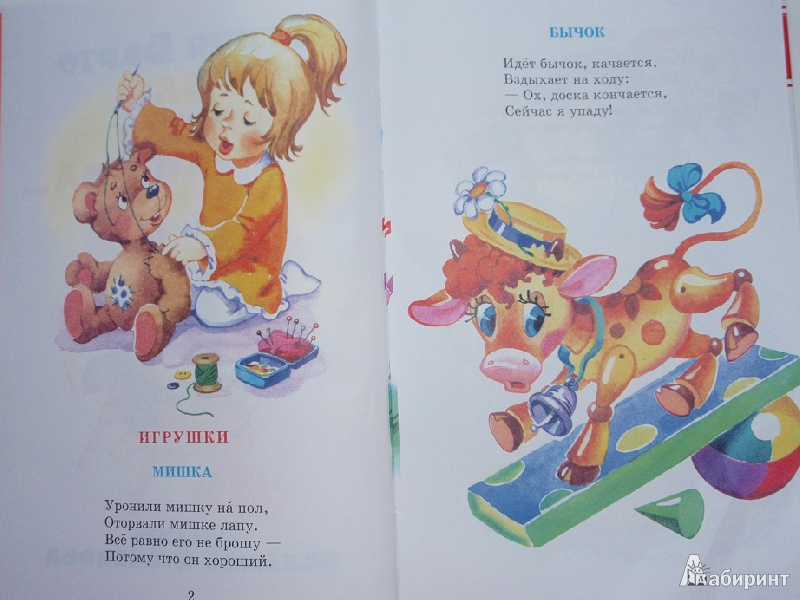 ИГРУШКИ
МИШКА
Уронили мишку на́ пол,
Оторвали мишке лапу.
Всё равно его не брошу —
Потому что он хороший.
2
БЫЧОК
Идёт бычок, качается,
Вздыхает на ходу:
— Ох, доска кончается,
Сейчас я упаду!
Лабиринт